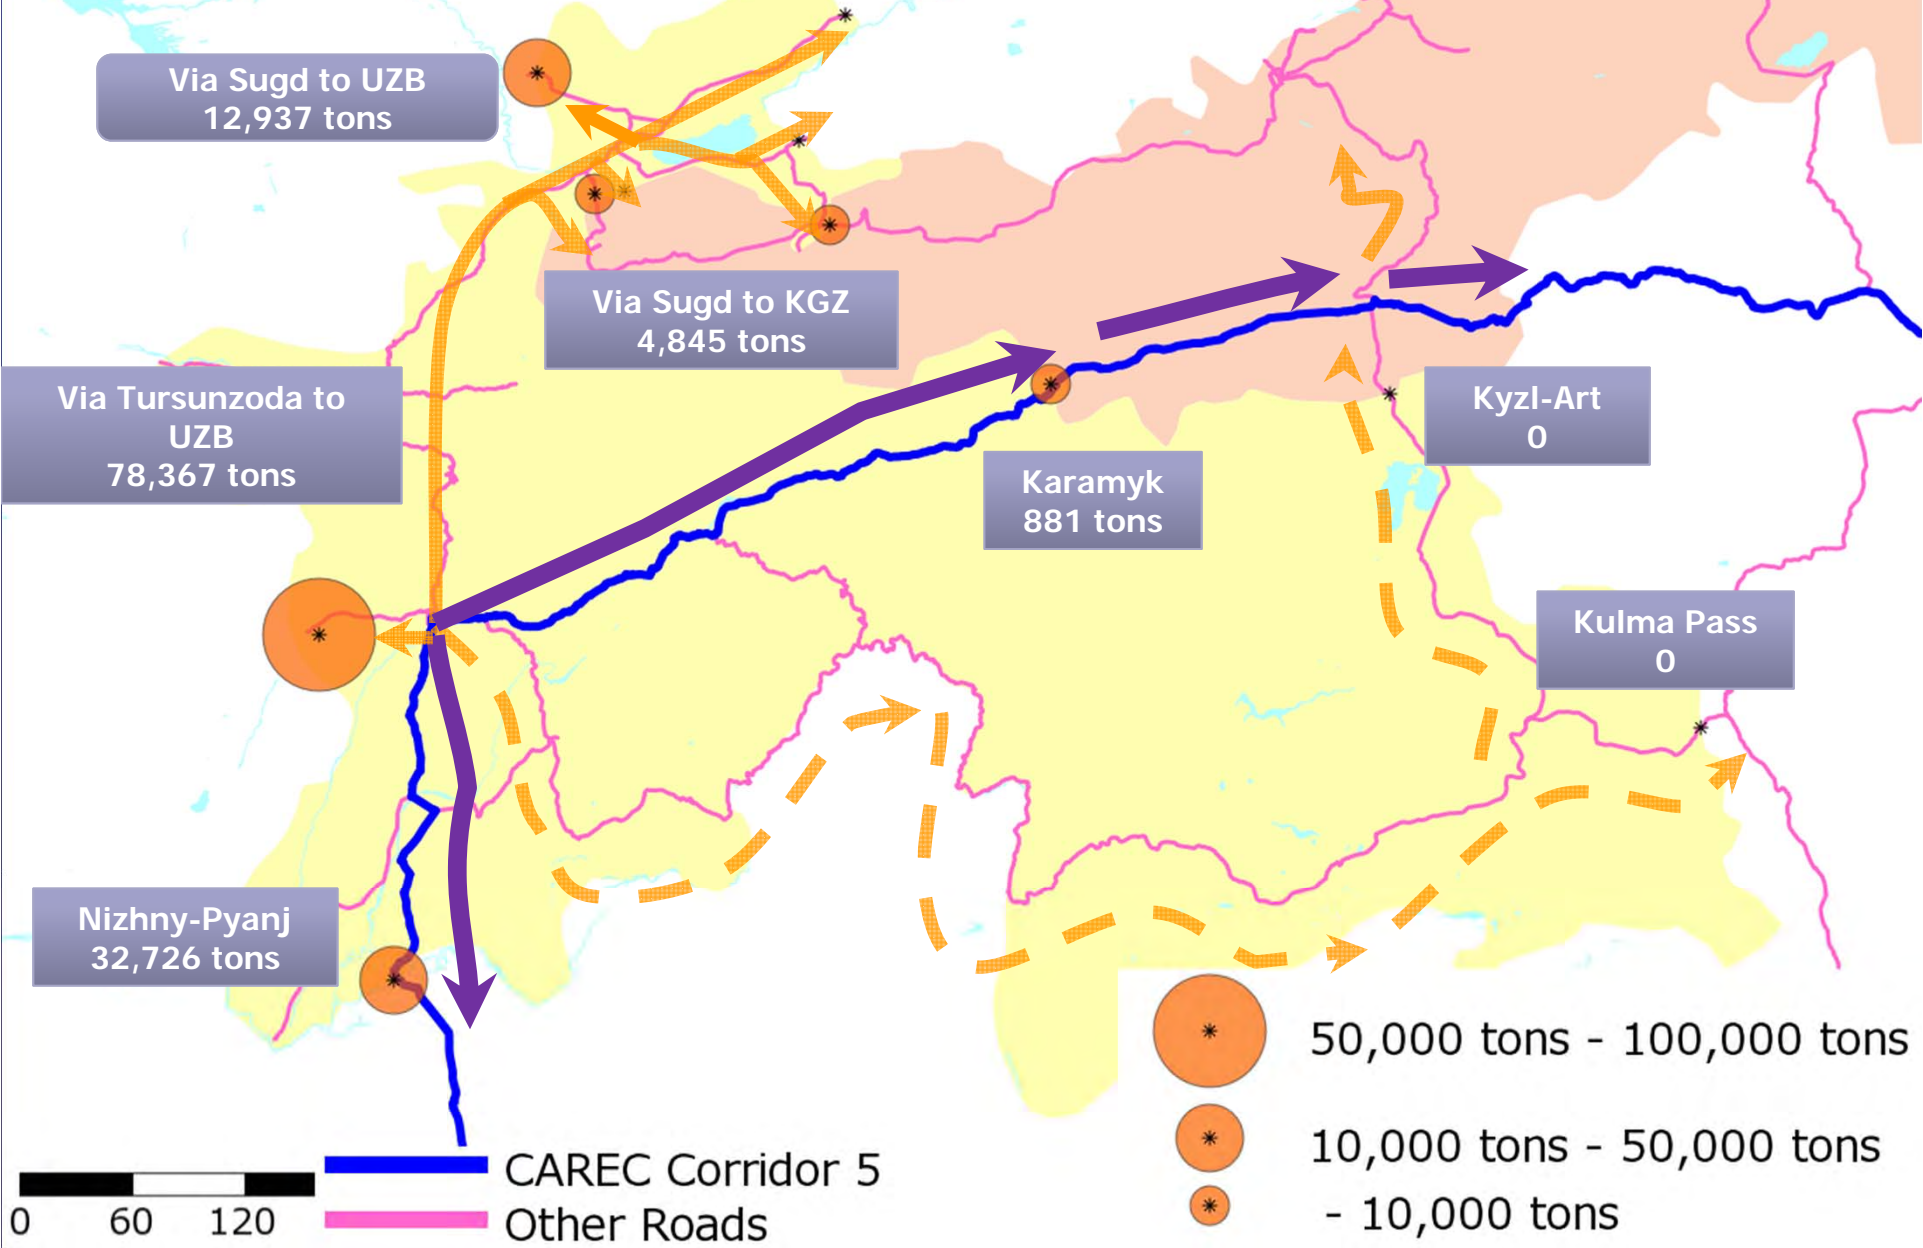 Via Sugd to UZB
12,937 tons
Via Sugd to KGZ
4,845 tons
Via Tursunzoda to
UZB
78,367 tons
Kyzl-Art
0
Karamyk
881 tons
Kulma Pass
0
Nizhny-Pyanj
32,726 tons
50,000 tons - 100,000 tons
10,000 tons - 50,000 tons
- 10,000 tons
CAREC Corridor 5
Other Roads
0 60 120